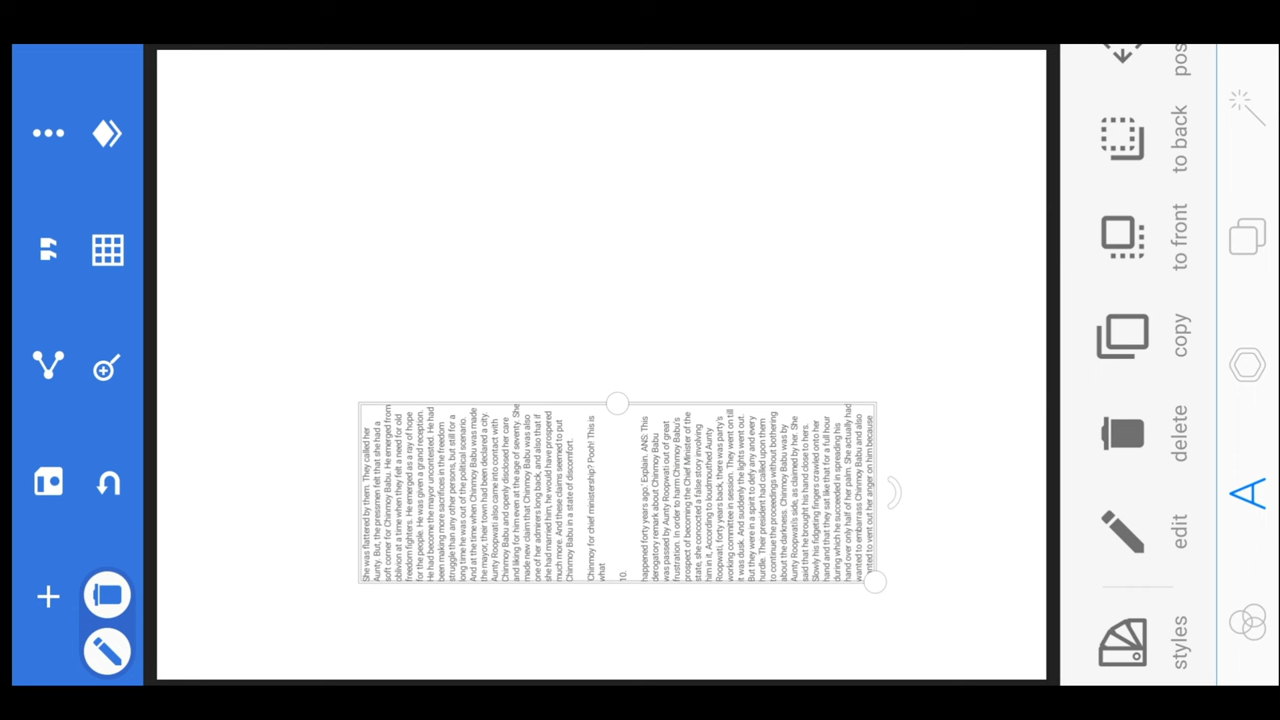 She was flattered by them. They called her
Aunty. But, the pressmen felt that she had a
soft corner for Chinmoy Babu. He emerged from
oblivion at a time when they felt a need for old
freedom fighters. He emerged as a ray of hope
for the people. He was given a grand reception.
He had become the mayor uncontested. He had
been making more sacrifices in the freedom
struggle than any other persons, but still for a
long time he was out of the political scenario.
And at the time when Chinmoy Babu was made
the mayor, their town had been declared a city.
Aunty Roopwati also came into contact with
Chinmoy Babu and openly disclosed her care
and liking for him even at the age of seventy. She
made new claim that Chinmoy Babu was also
one of her admirers long back, and also that if
she had married him, he would have prospered
much more. And these claims seemed to put
Chinmoy Babu in a state of discomfort.
Chinmoy for chief ministership? Pooh! This is
what
10.
happened forty years ago.' Explain. ANS: This
derogatory remark about Chinmoy Babu
was passed by Aunty Roopwati out of great
frustration. In order to harm Chinmoy Babu's
prospect of becoming the Chief Minister of the
state, she concocted a false story involving
him in it, According to loudmouthed Aunty
Roopwati, forty years back, there was party's
working committee in season. They went on till
it was dusk. And suddenly the lights went out.
But they were in a spirit to defy any and every
hurdle. Their president had called upon them
to continue the proceedings without bothering
about the darkness. Chinmoy Babu was by
Aunty Roopwati's side, as claimed by her. She
said that he brought his hand close to hers.
Slowly his fidgeting fingers crawled onto her
hand and that they sat like that for a full hour
during which he succeeded in spreading his
hand over only half of her palm. She actually had
wanted to embarrass Chinmoy Babu and also
wanted to vent out her anger on him because
pos
to back
to front
copy
delete
edit
styles
A